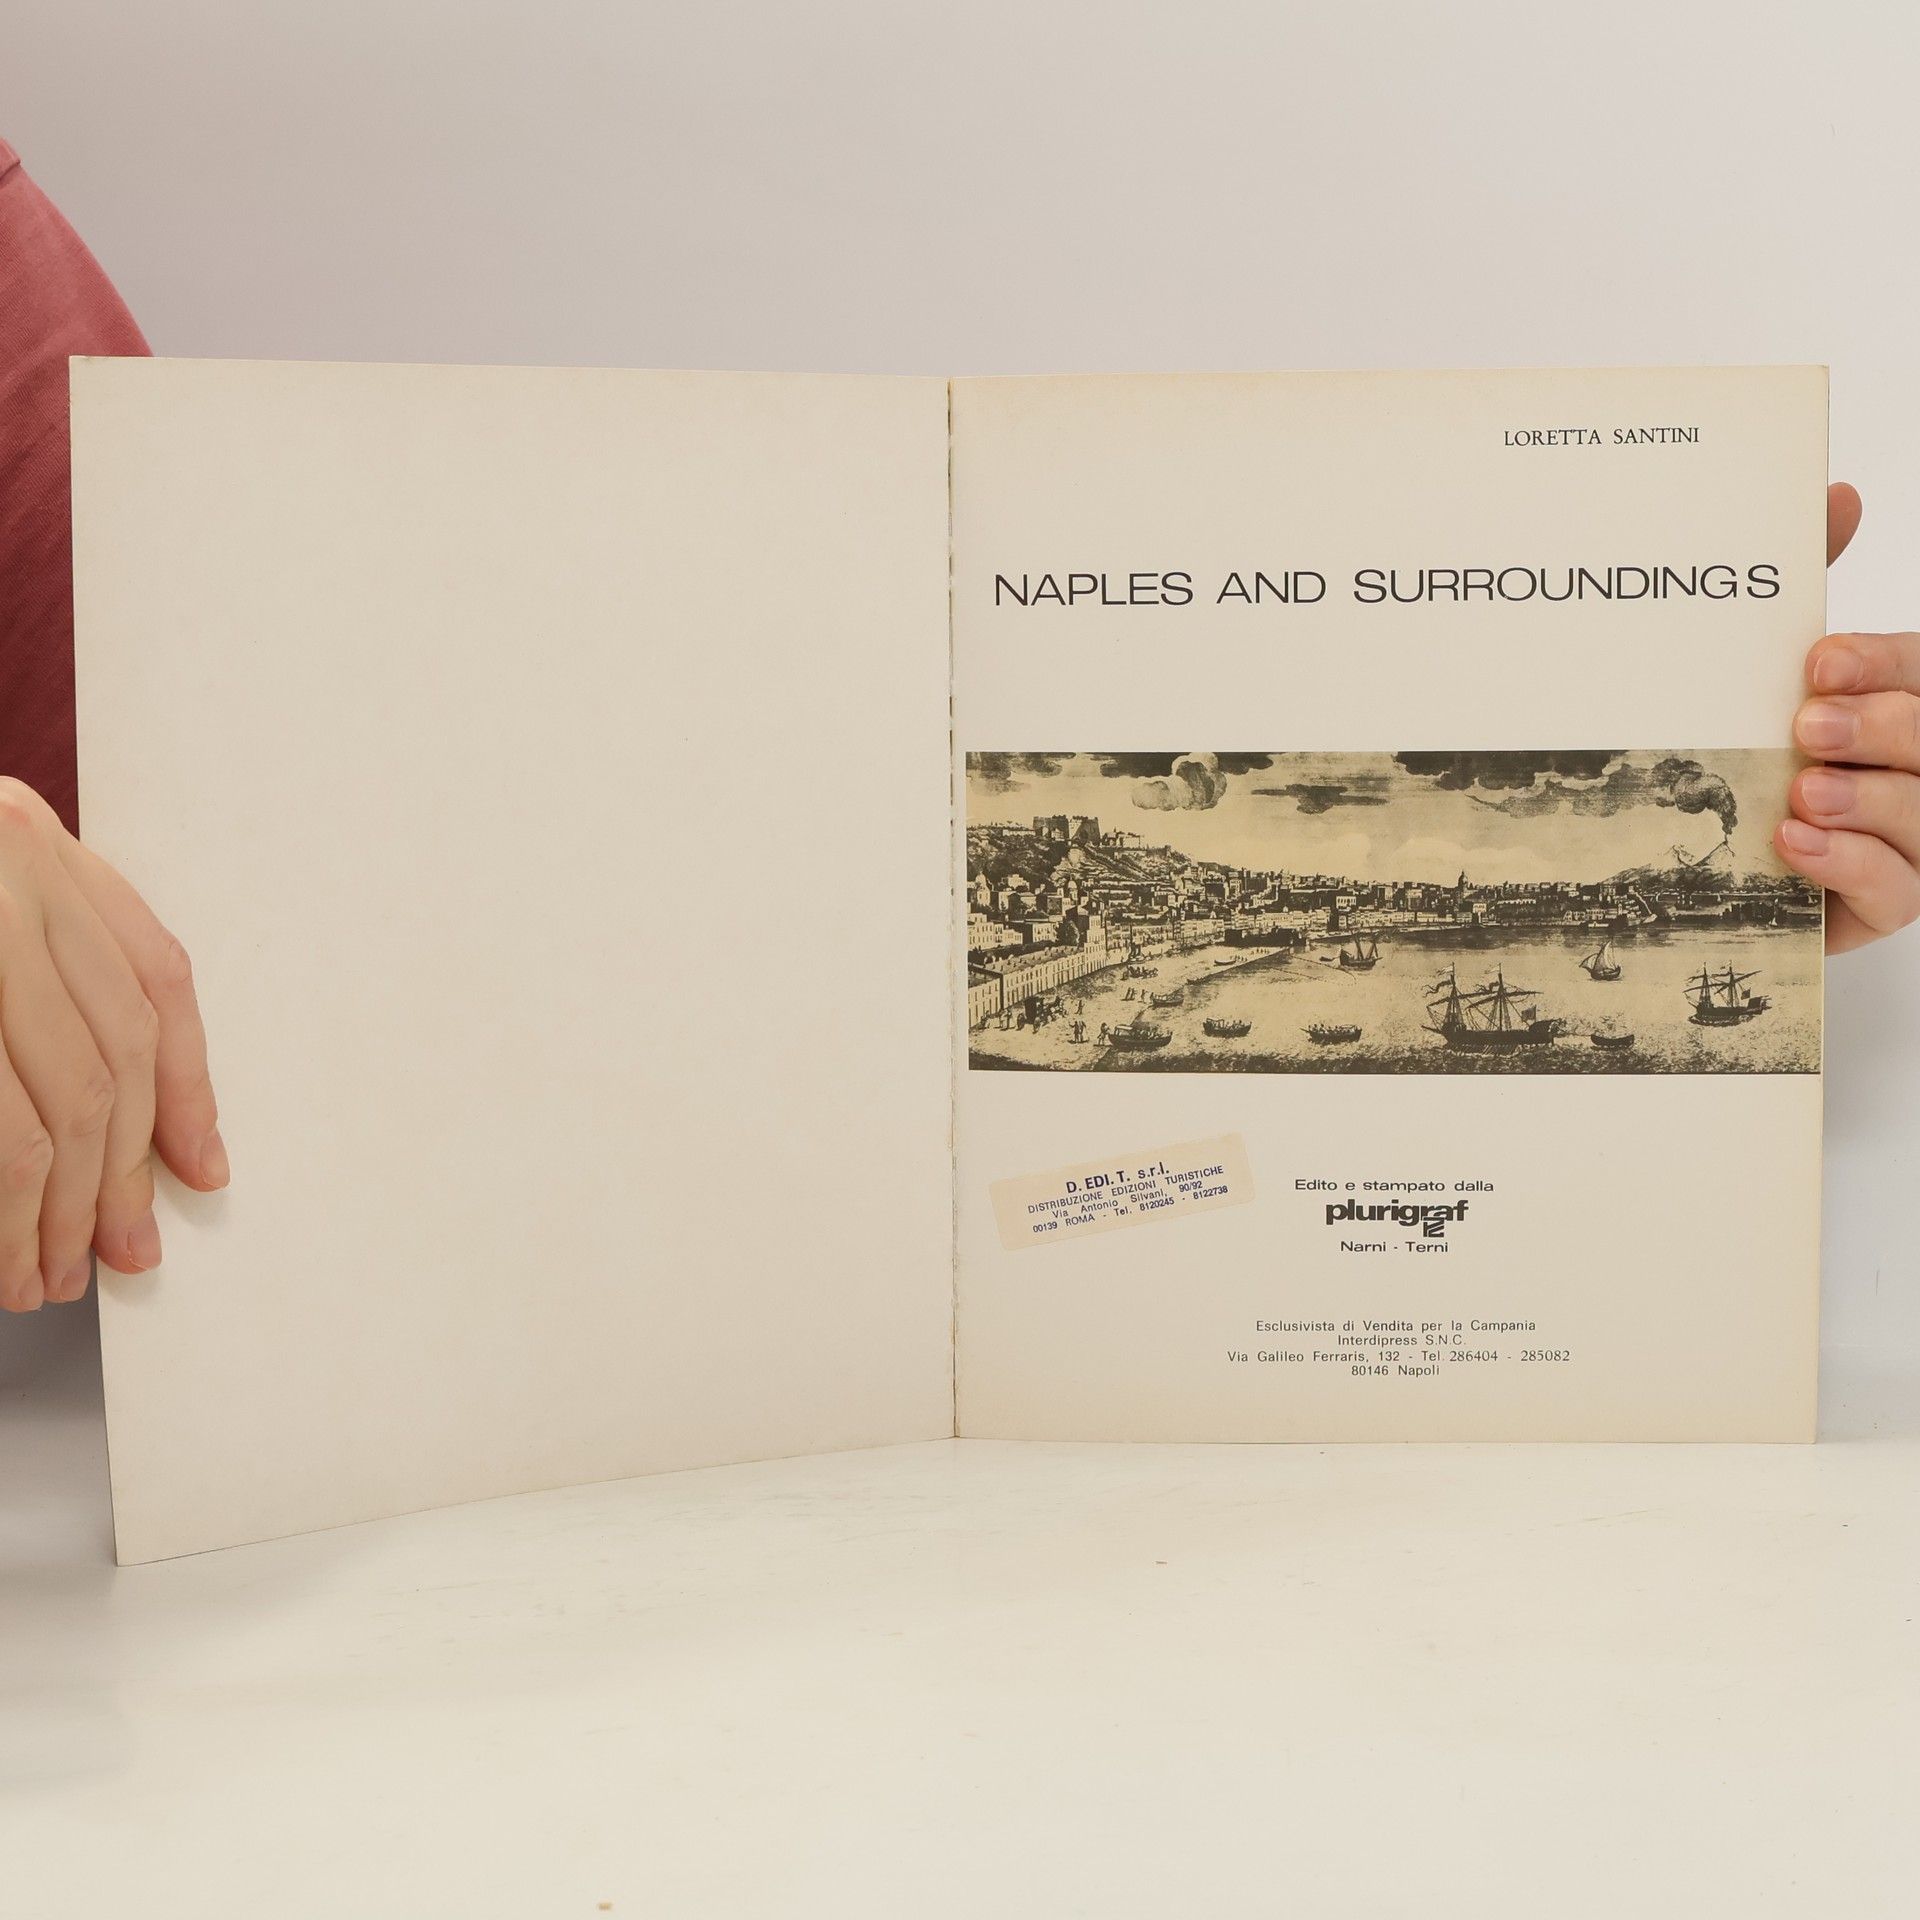 LORETTA SANTINI
NAPLES AND SURROUNDINGS
D. EDI. T. s.r.l.
DISTRIBUZIONE EDIZIONI TURISTICHE
Via Antonio Silvani, 90/92
00139 ROMA - Tel. 8120245 - 8122738
Edito e stampato dalla
plurigraf
Narni - Terni
Esclusivista di Vendita per la Campania
Interdipress S.N.C.
Via Galileo Ferraris, 132 - Tel. 286404 - 285082
80146 Napoli